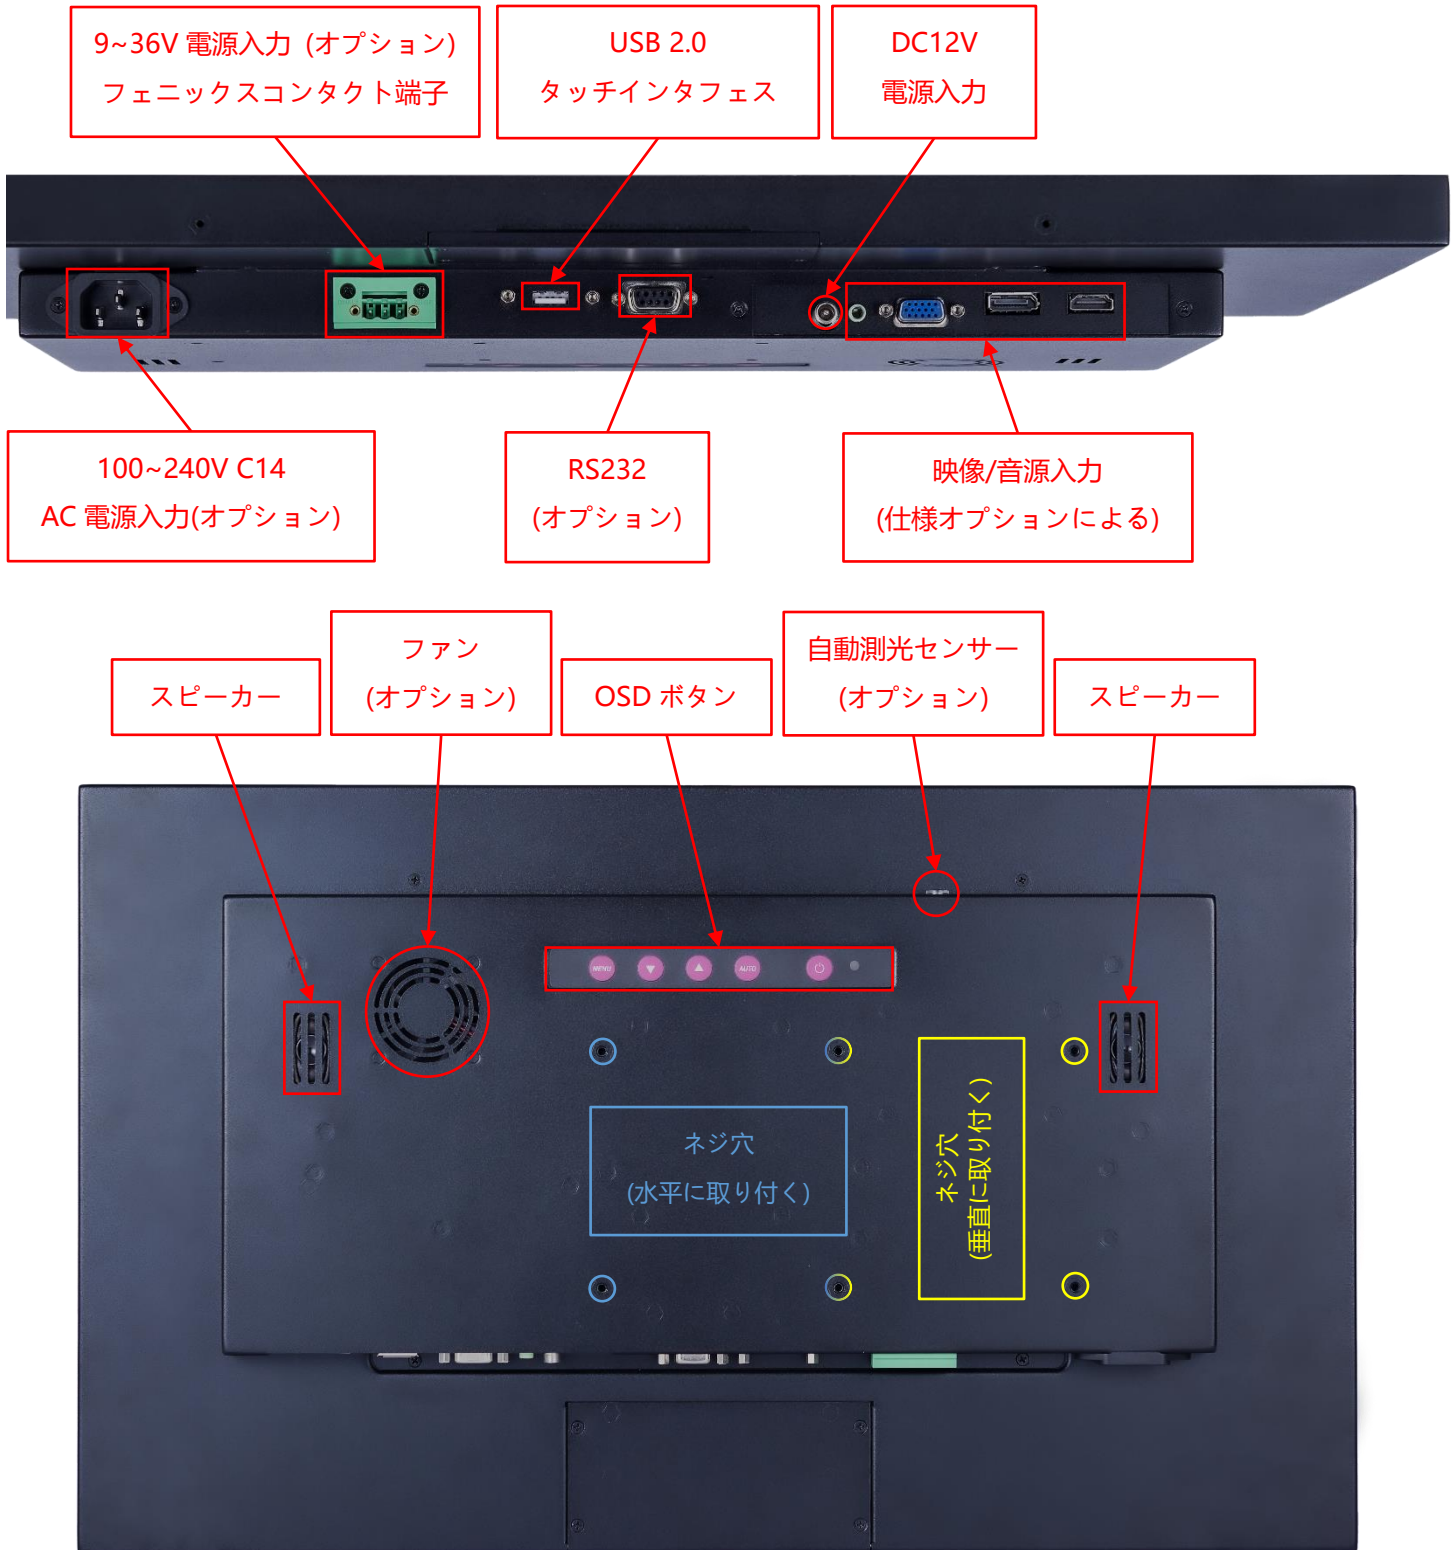 9~36V 電源入力 (オプション)
フェニックスコンタクト端子
USB 2.0
タッチインタフェス
DC12V
電源入力
100~240V C14
AC 電源入力(オプション)
RS232
(オプション)
映像/音源入力
(仕様オプションによる)
スピーカー
ファン
(オプション)
OSD ボタン
自動測光センサー
(オプション)
スピーカー
MENU
AUTO
ネジ穴
(水平に取り付く)
ネジ穴
(垂直に取り付く)